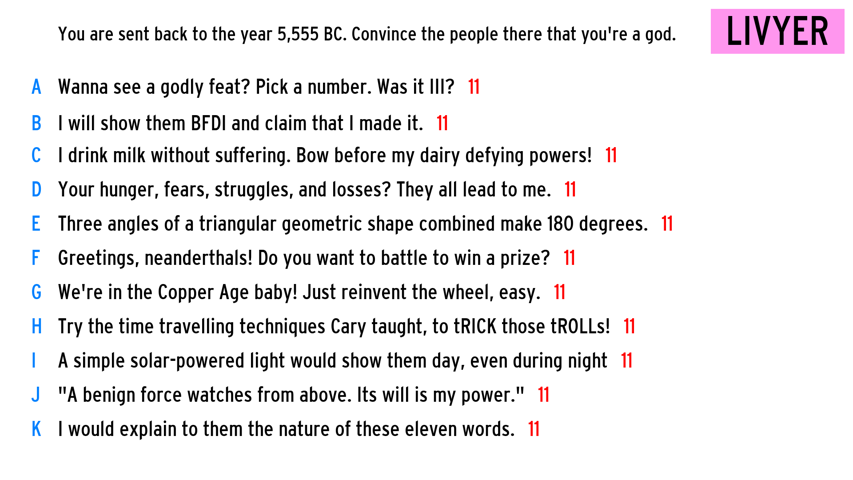 You are sent back to the year 5,555 BC. Convince the people there that you're a god.
LIVYER
A Wanna see a godly feat? Pick a number. Was it III? 11
B I will show them BFDI and claim that I made it. 11
C I drink milk without suffering. Bow before my dairy defying powers! 11
D Your hunger, fears, struggles, and losses? They all lead to me. 11
E Three angles of a triangular geometric shape combined make 180 degrees. 11
F Greetings, neanderthals! Do you want to battle to win a prize? 11
G We're in the Copper Age baby! Just reinvent the wheel, easy. 11
H Try the time travelling techniques Cary taught, to tRICK those tROLLs! 11
I A simple solar-powered light would show them day, even during night 11
J "A benign force watches from above. Its will is my power." 11
K I would explain to them the nature of these eleven words. 11